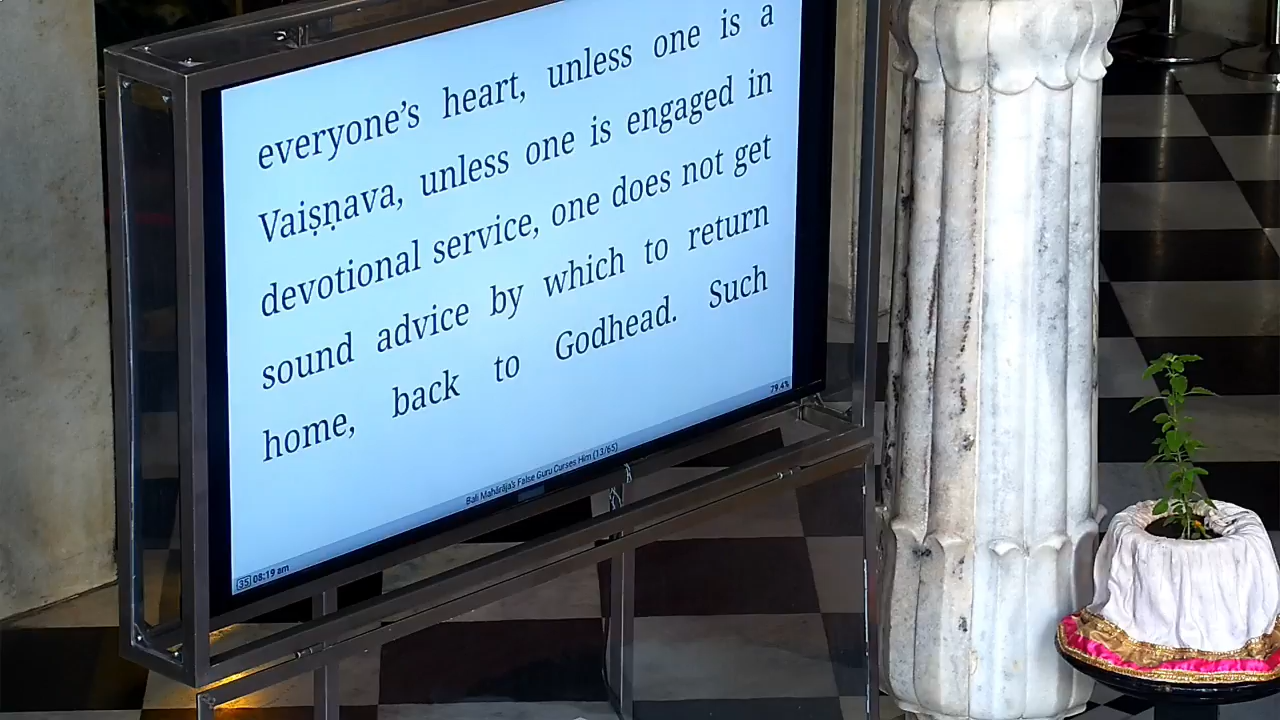 everyone’s heart, unless one is a
Vaiṣṇava, unless one is engaged in
devotional service, one does not get
sound advice by which to return
home, back to Godhead. Such
79.4%
Bali Mahārāja's False Guru Curses Him (13/65)
[35] 08:19 am